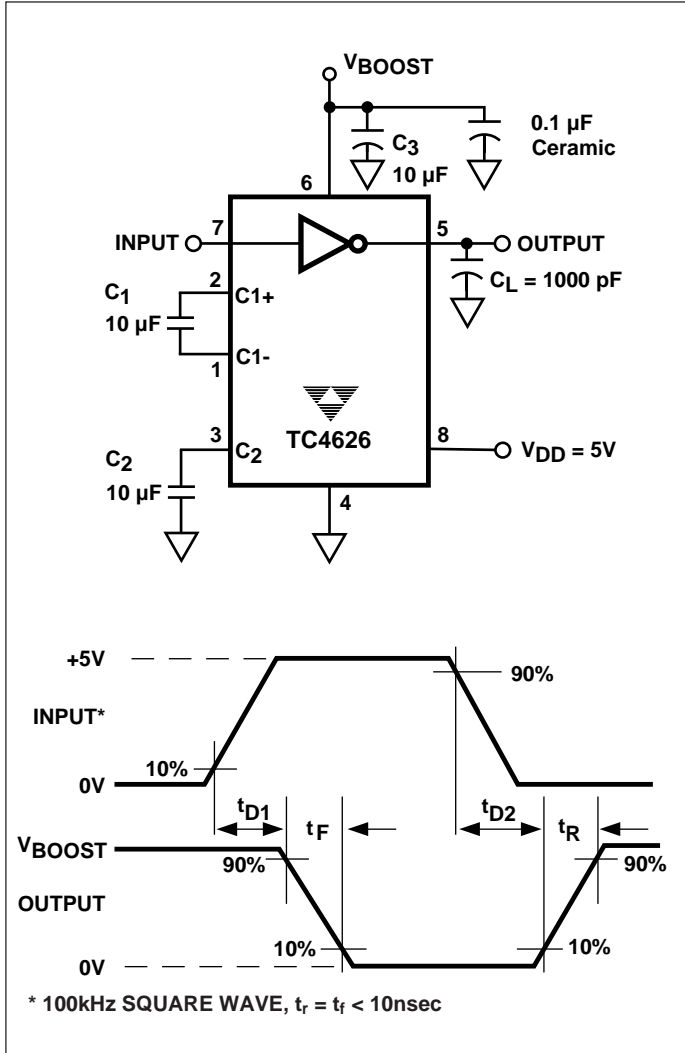 VBOOST
C3
10 µF
0.1 µF
Ceramic
6
INPUT
7
5
OUTPUT
CL = 1000 pF
C1
10 µF
2
C1+
1
C1-
TC4626
C2
10 µF
3
C2
8
VDD = 5V
4
+5V
INPUT*
0V
10%
90%
tD1
tF
tD2
tR
VBOOST
OUTPUT
0V
90%
10%
10%
90%
* 100kHz SQUARE WAVE, tr = tf < 10nsec